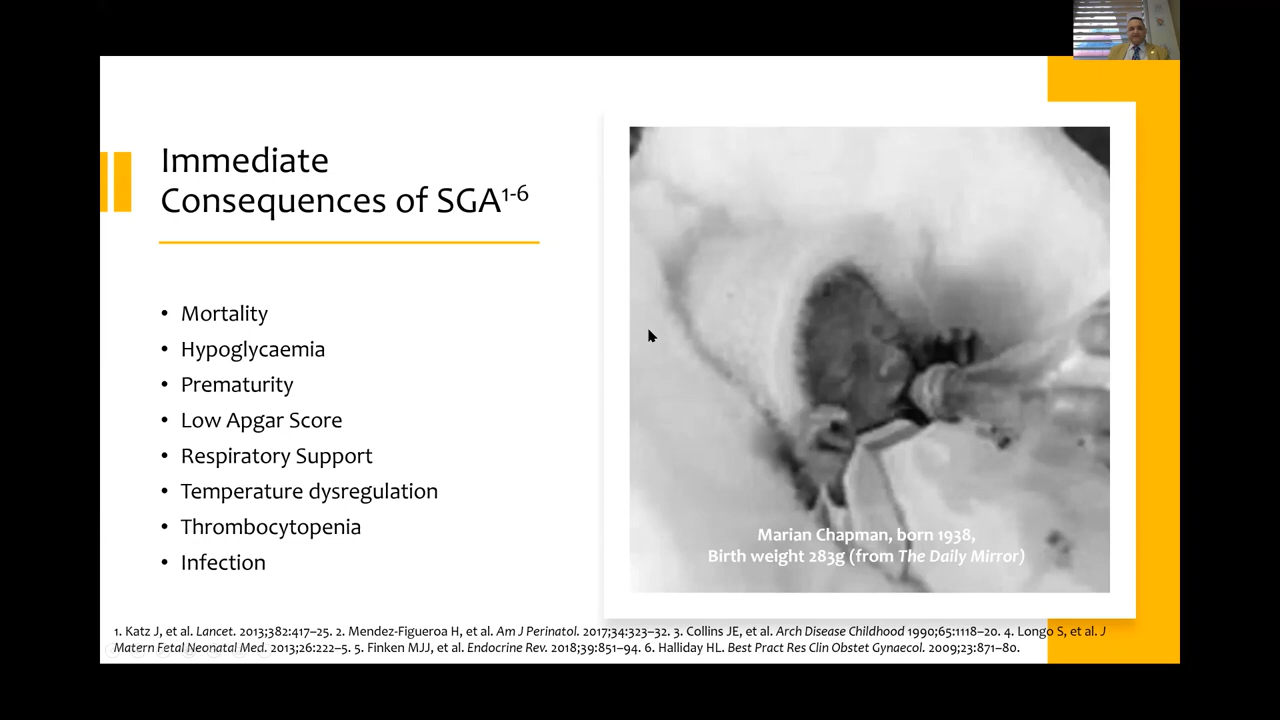 Immediate
Consequences of SGA¹⁻⁶
• Mortality
• Hypoglycaemia
• Prematurity
• Low Apgar Score
• Respiratory Support
• Temperature dysregulation
• Thrombocytopenia
• Infection
Marian Chapman, born 1938,
Birth weight 283g (from The Daily Mirror)
1. Katz J, et al. Lancet. 2013;382:417–25. 2. Mendez-Figueroa H, et al. Am J Perinatol. 2017;34:323–32. 3. Collins JE, et al. Arch Disease Childhood 1990;65:1118–20. 4. Longo S, et al. J
Matern Fetal Neonatal Med. 2013;26:222–5. 5. Finken MJJ, et al. Endocrine Rev. 2018;39:851–94. 6. Halliday HL. Best Pract Res Clin Obstet Gynaecol. 2009;23:871–80.